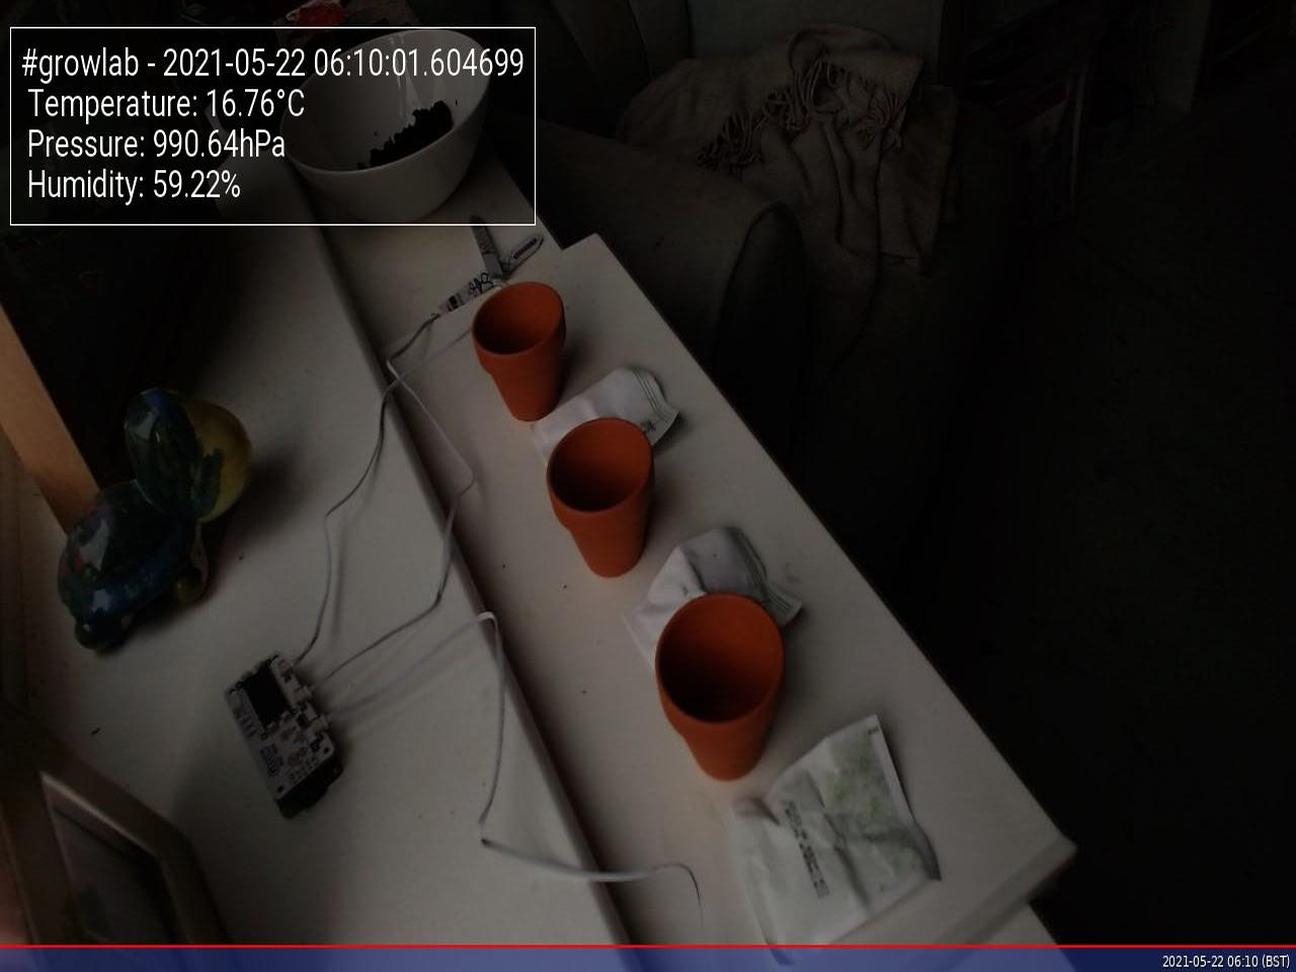 #growlab - 2021-05-22 06:10:01.604699
Temperature: 16.76°C
Pressure: 990.64hPa
Humidity: 59.22%
2021-05-22 06:10 (BST)